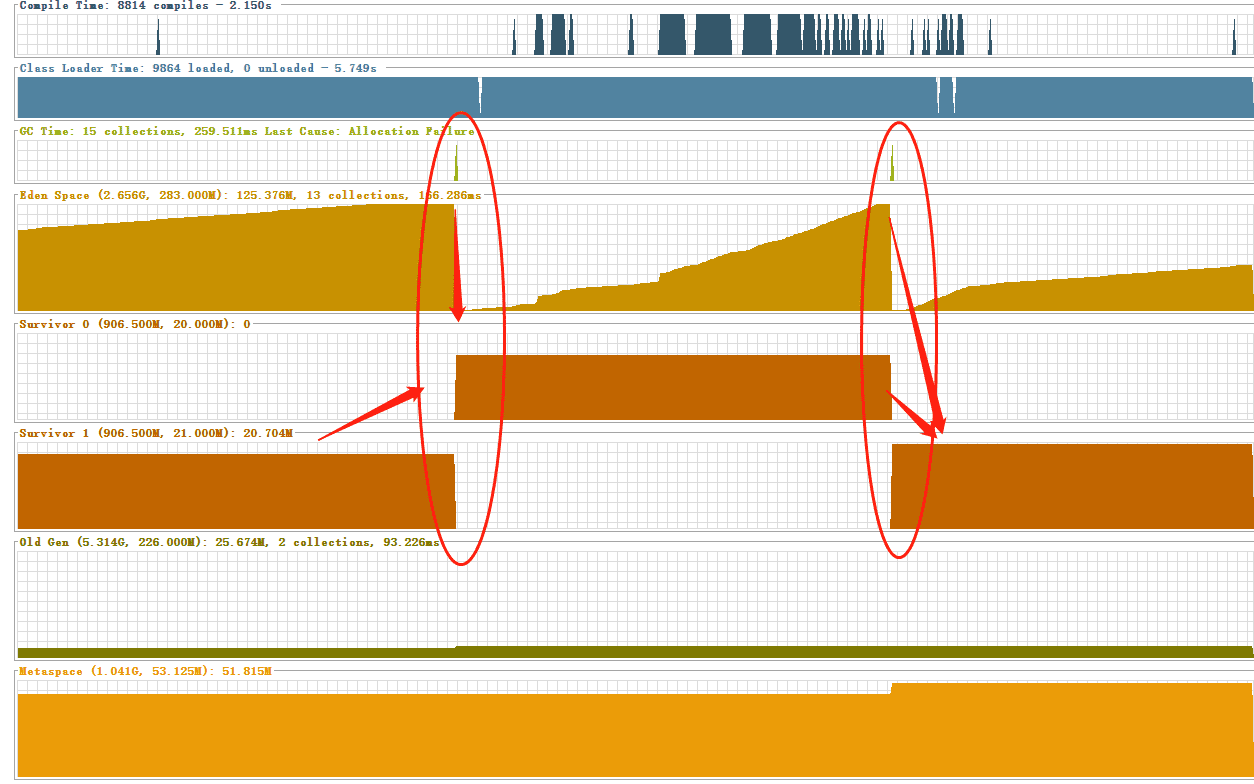 Compile Time: 8814 compiles - 2.150s
Class Loader Time: 9864 loaded, 0 unloaded - 5.749s
GC Time: 15 collections, 259.511ms Last Cause: Allocation Failure
Eden Space (2.656G, 283.000M): 125.376M, 13 collections, 166.286ms
Survivor 0 (906.500M, 20.000M): 0
Survivor 1 (906.500M, 21.000M): 20.704M
Old Gen (5.314G, 226.000M): 25.674M, 2 collections, 93.226ms
Metaspace (1.041G, 53.125M): 51.815M